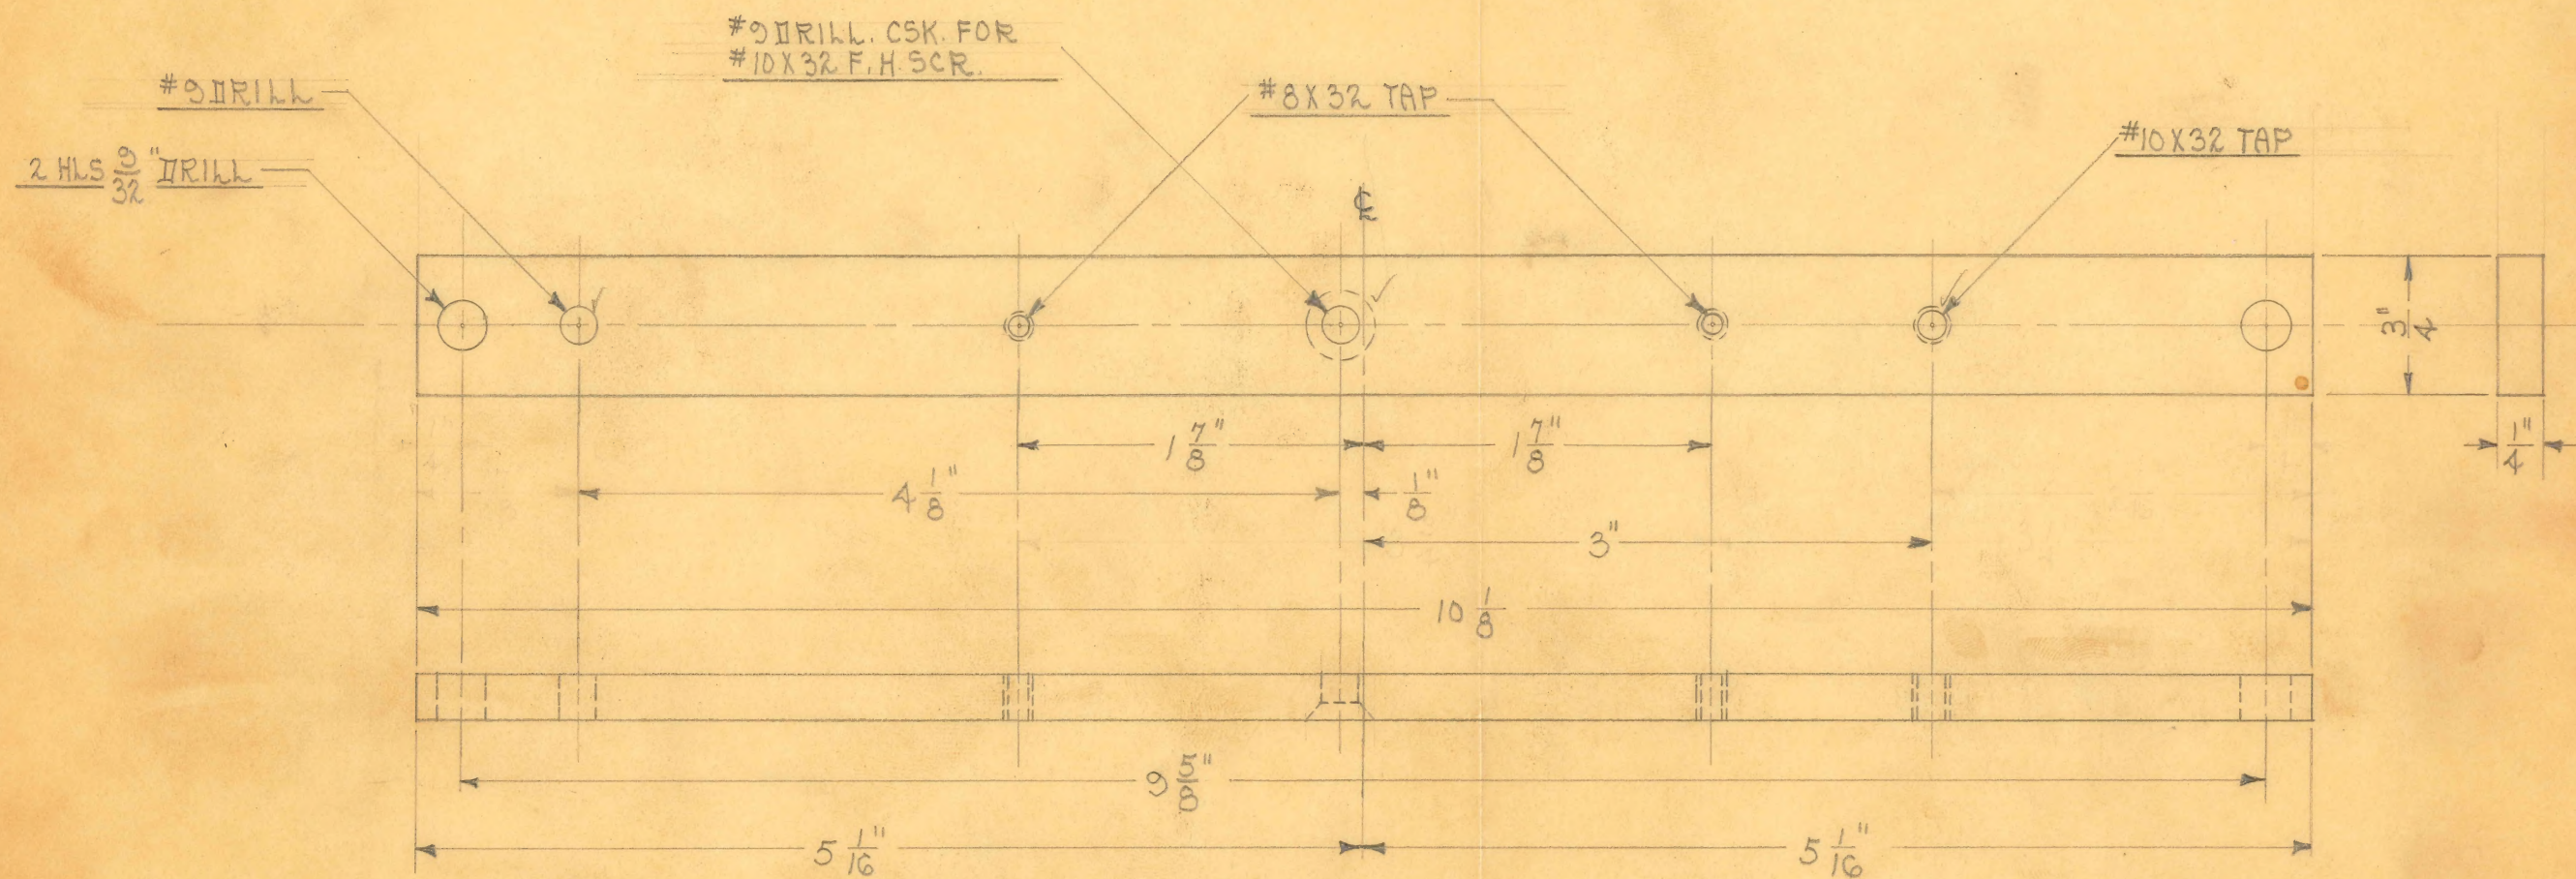 #9 DRILL. CSK. FOR
#10 X 32 F. H. SCR.
#9 DRILL
#8 X 32 TAP
#10 X 32 TAP
2 HLS 9/32" DRILL
℄
3/4"
1 7/8"
1 7/8"
1/4"
4 1/8"
1/8"
3"
10 1/8
9 5/8"
5 1/16"
5 1/16"